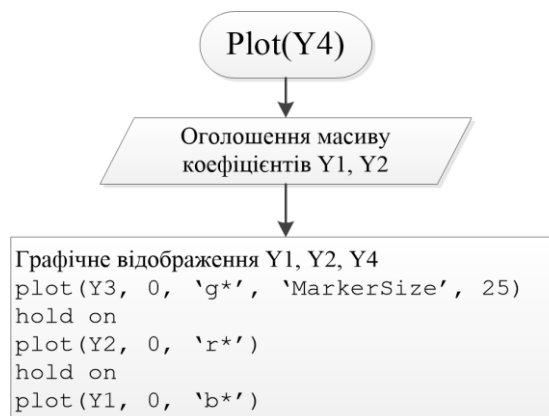 Plot(Y4)
Оголошення масиву
коефіцієнтів Y1, Y2
Графічне відображення Y1, Y2, Y4
plot(Y3, 0, ‘g*’, ‘MarkerSize’, 25)
hold on
plot(Y2, 0, ‘r*’)
hold on
plot(Y1, 0, ‘b*’)